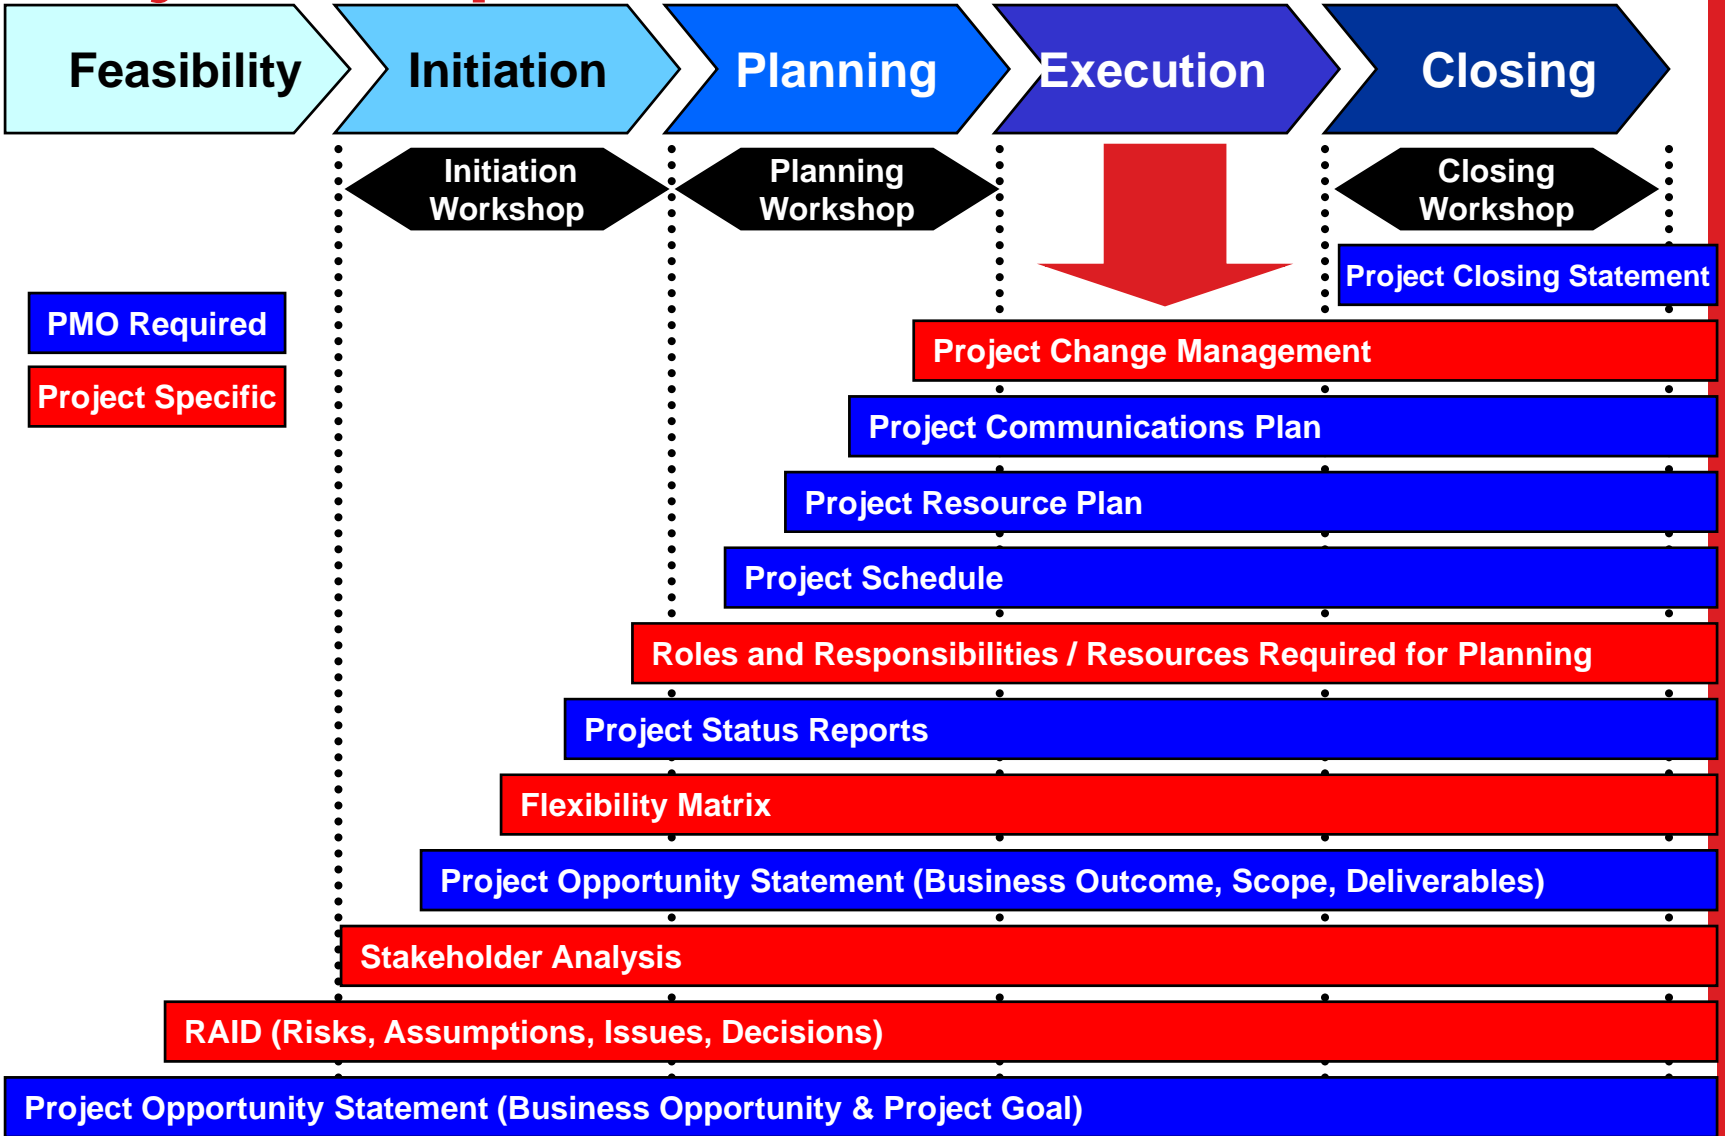 Feasibility
Initiation
Planning
Execution
Closing
Initiation
Workshop
Planning
Workshop
Closing
Workshop
Project Closing Statement
PMO Required
Project Specific
Project Change Management
Project Communications Plan
Project Resource Plan
Project Schedule
Roles and Responsibilities / Resources Required for Planning
Project Status Reports
Flexibility Matrix
Project Opportunity Statement (Business Outcome, Scope, Deliverables)
Stakeholder Analysis
RAID (Risks, Assumptions, Issues, Decisions)
Project Opportunity Statement (Business Opportunity & Project Goal)